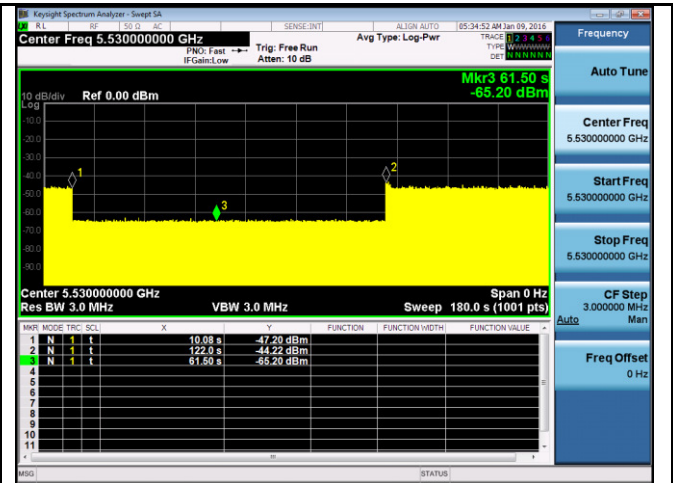 Keysight Spectrum Analyzer - Swept SA
RL RF 50 Ω AC SENSE:INT ALIGN AUTO 05:34:52 AM Jan 09, 2016
Center Freq 5.530000000 GHz
PNO: Fast
IFGain:Low
Trig: Free Run
Atten: 10 dB
Avg Type: Log-Pwr
TRACE 1 2 3 4 5 6
TYPE WWWWWW
DET N N N N N N
Frequency
Mkr3 61.50 s
-65.20 dBm
10 dB/div Ref 0.00 dBm
Log
-10.0
-20.0
-30.0
-40.0
-50.0
-60.0
-70.0
-80.0
-90.0
1
2
3
Center 5.530000000 GHz Span 0 Hz
Res BW 3.0 MHz VBW 3.0 MHz Sweep 180.0 s (1001 pts)
MKR MODE TRC SCL X Y FUNCTION FUNCTION WIDTH FUNCTION VALUE
1 N 1 t 10.08 s -47.20 dBm
2 N 1 t 122.0 s -44.22 dBm
3 N 1 t 61.50 s -65.20 dBm
4
5
6
7
8
9
10
11
MSG STATUS
Auto Tune
Center Freq
5.530000000 GHz
Start Freq
5.530000000 GHz
Stop Freq
5.530000000 GHz
CF Step
3.000000 MHz
Auto Man
Freq Offset
0 Hz